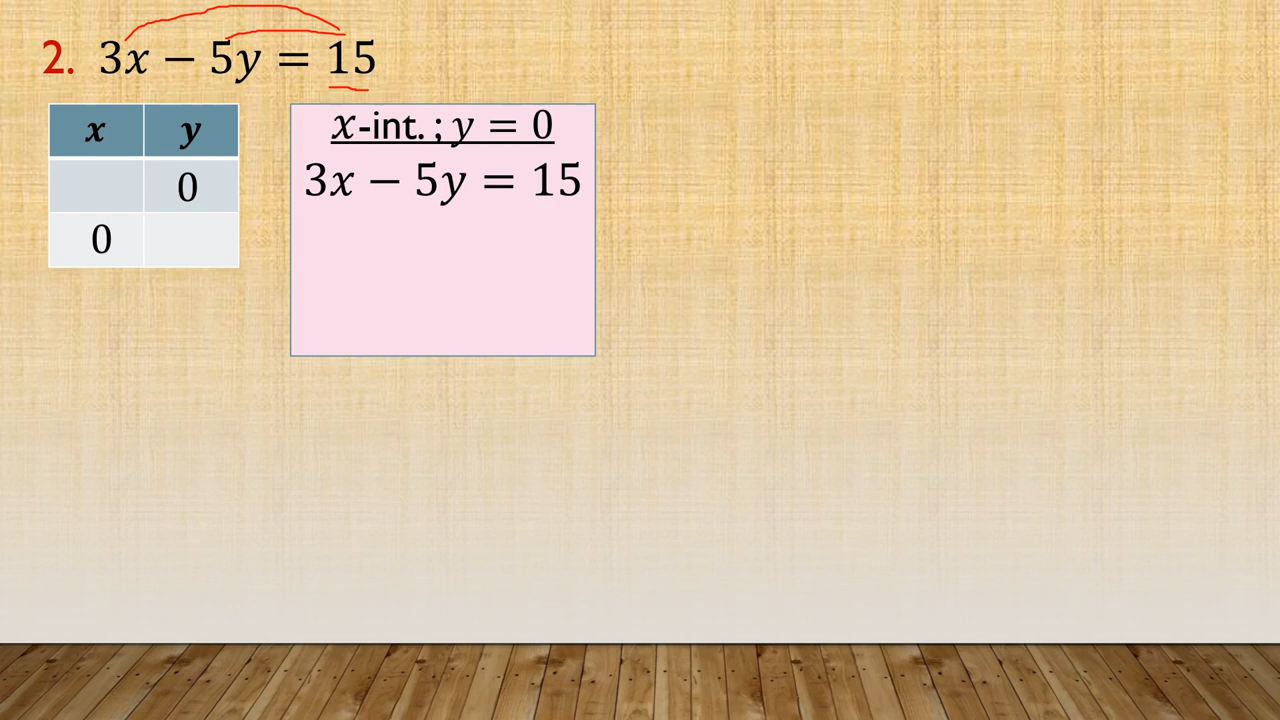 2. 3x − 5y = 15
x y
0
0
x-int. ; y = 0
3x − 5y = 15